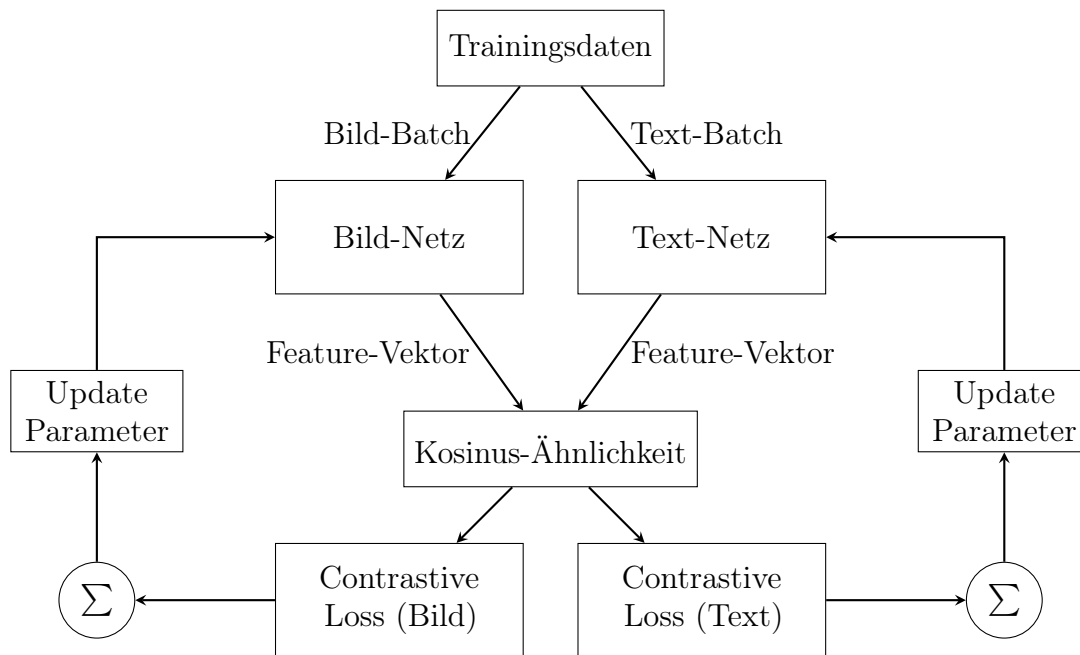 Trainingsdaten
Bild-Batch
Text-Batch
Bild-Netz
Text-Netz
Feature-Vektor
Feature-Vektor
Update
Parameter
Kosinus-Ähnlichkeit
Update
Parameter
∑
Contrastive
Loss (Bild)
Contrastive
Loss (Text)
∑